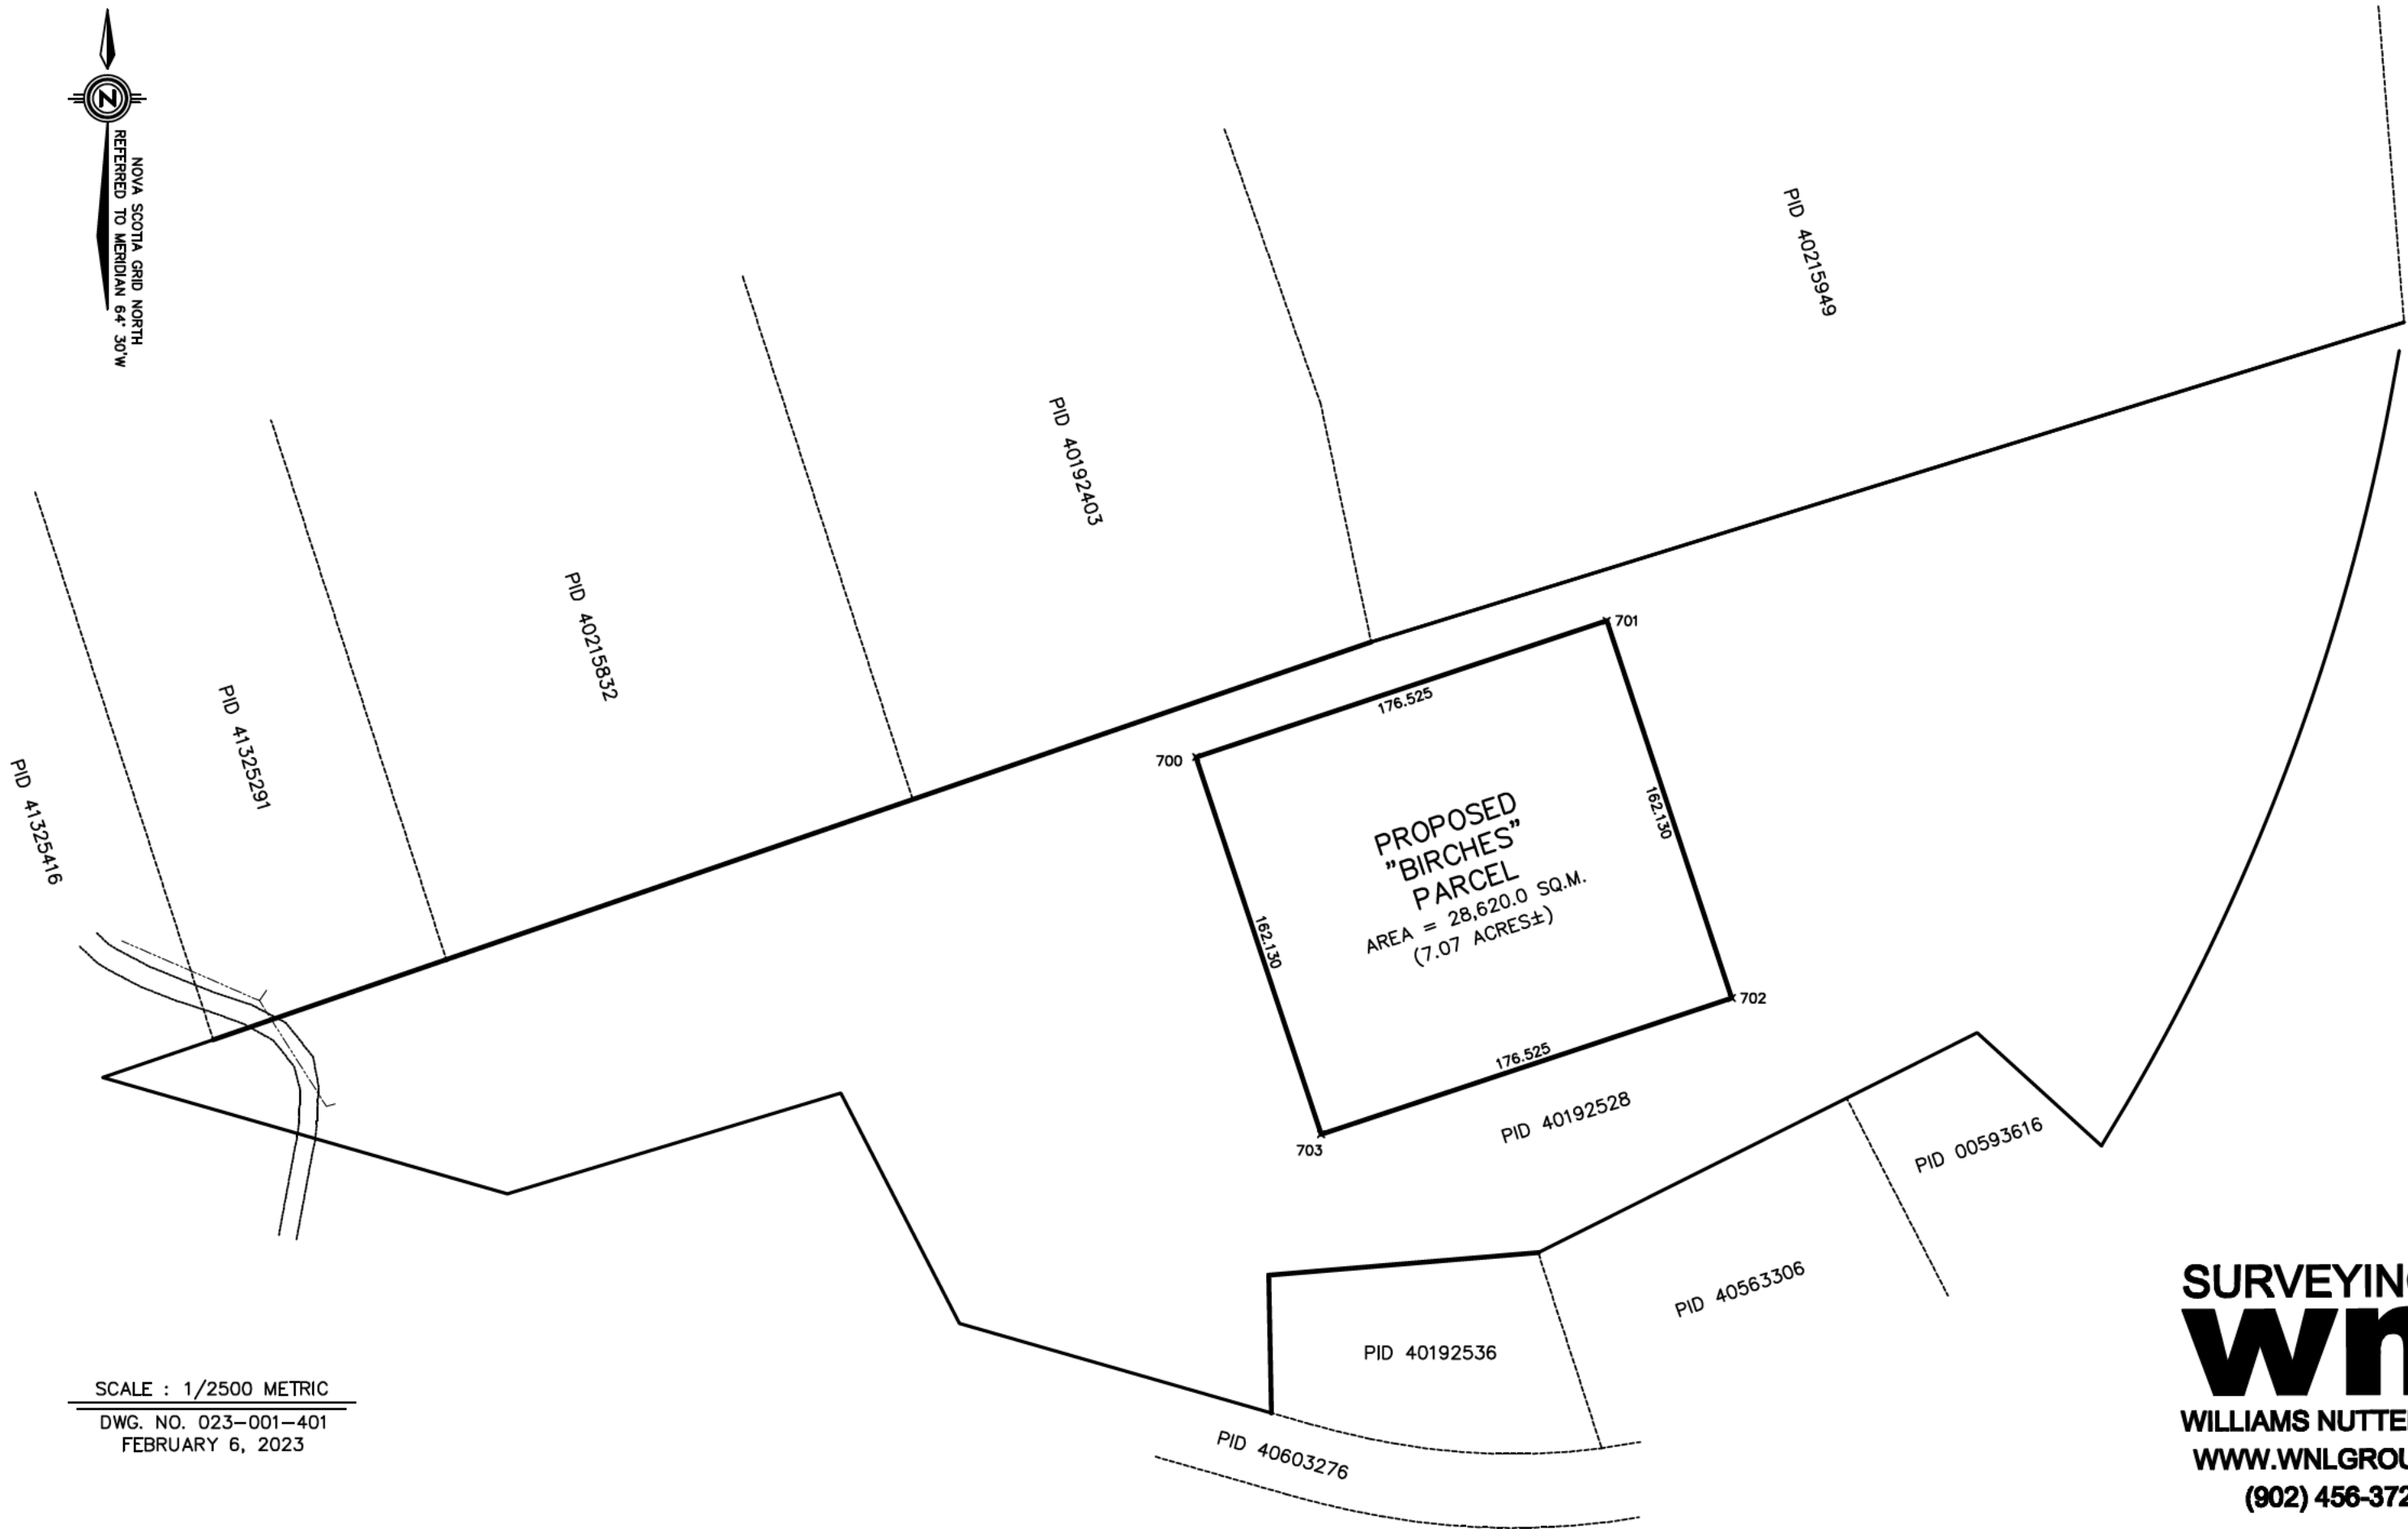 N
NOVA SCOTIA GRID NORTH
REFERRED TO MERIDIAN 64° 30'W
PID 40215949
PID 40192403
PID 40215832
PID 41325291
PID 41325416
701
176.525
700
162.130
PROPOSED
"BIRCHES"
PARCEL
AREA = 28,620.0 SQ.M.
(7.07 ACRES±)
162.130
702
176.525
703
PID 40192528
PID 00593616
PID 40563306
PID 40192536
PID 40603276
SCALE : 1/2500 METRIC
DWG. NO. 023-001-401
FEBRUARY 6, 2023
SURVEYING
wn
WILLIAMS NUTTE
WWW.WNLGROU
(902) 456-372